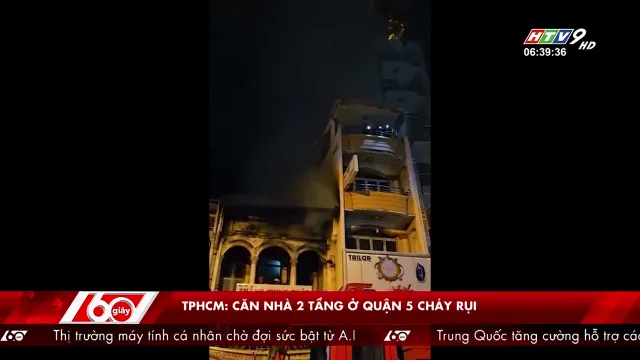 HTV9 HD
06:39:36
TAILOR
60 giây
TPHCM: CĂN NHÀ 2 TẦNG Ở QUẬN 5 CHÁY RỤI
60 Thị trường máy tính cá nhân chờ đợi sức bật từ A.I 60 Trung Quốc tăng cường hỗ trợ cá